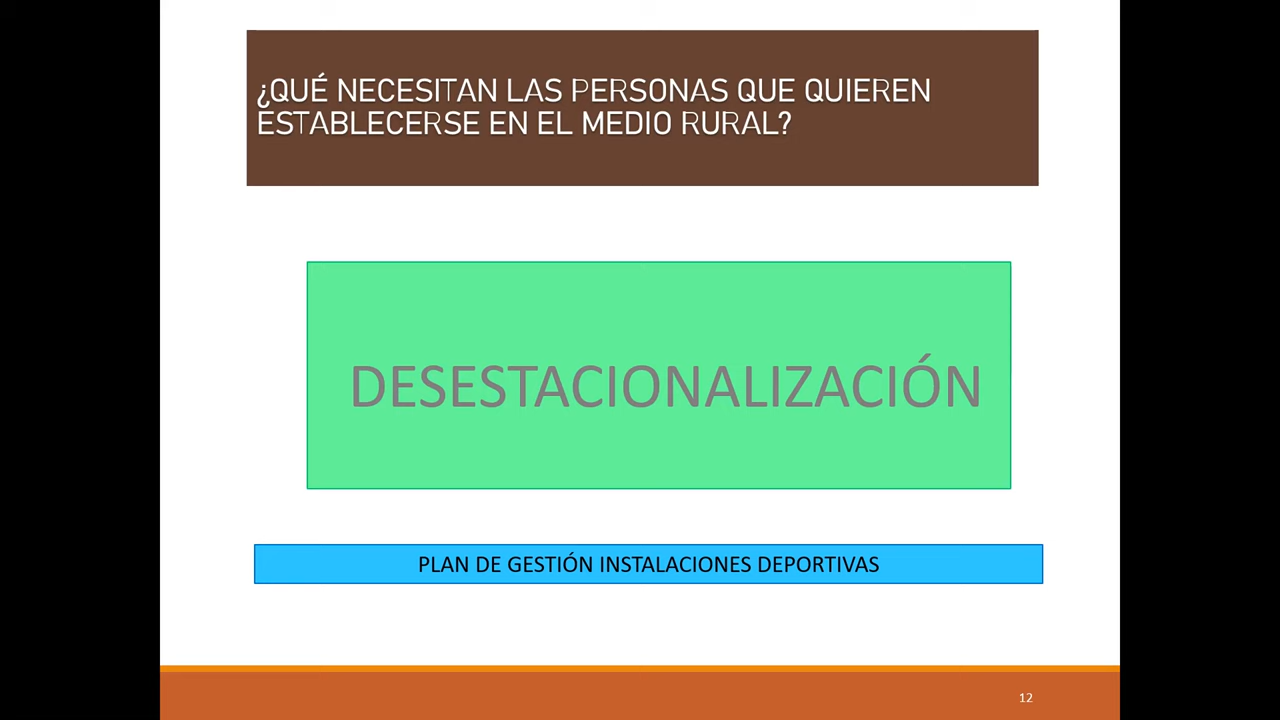 ¿QUÉ NECESITAN LAS PERSONAS QUE QUIEREN
ESTABLECERSE EN EL MEDIO RURAL?
DESESTACIONALIZACIÓN
PLAN DE GESTIÓN INSTALACIONES DEPORTIVAS
12